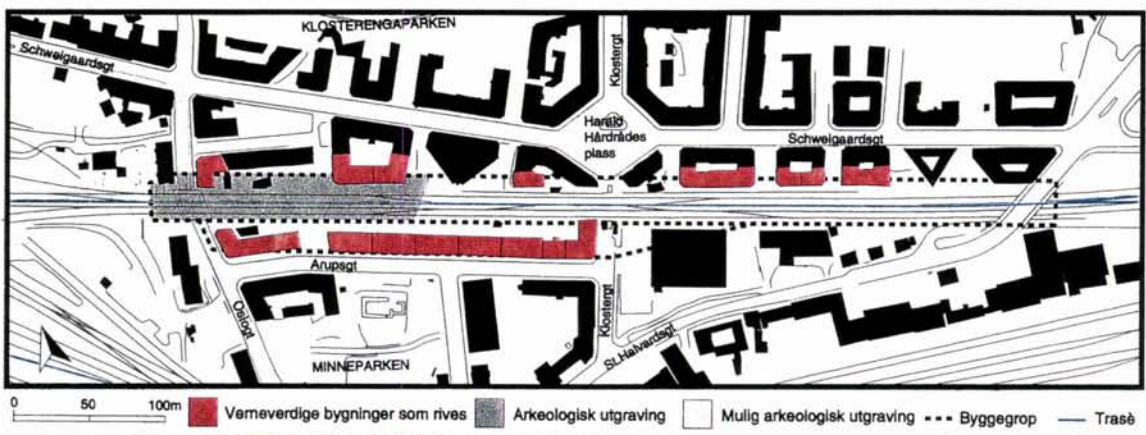 KLOSTERENGAPARKEN
Schweigaardsgt
Klostergt
Harald
Hårdrådes
plass
Schweigaardsgt
Arupsgt
Oslogt
Klostergt
St.Halvardsgt
MINNEPARKEN
0 50 100m
Verneverdige bygninger som rives
Arkeologisk utgraving
Mulig arkeologisk utgraving
Byggegrop
Trasè